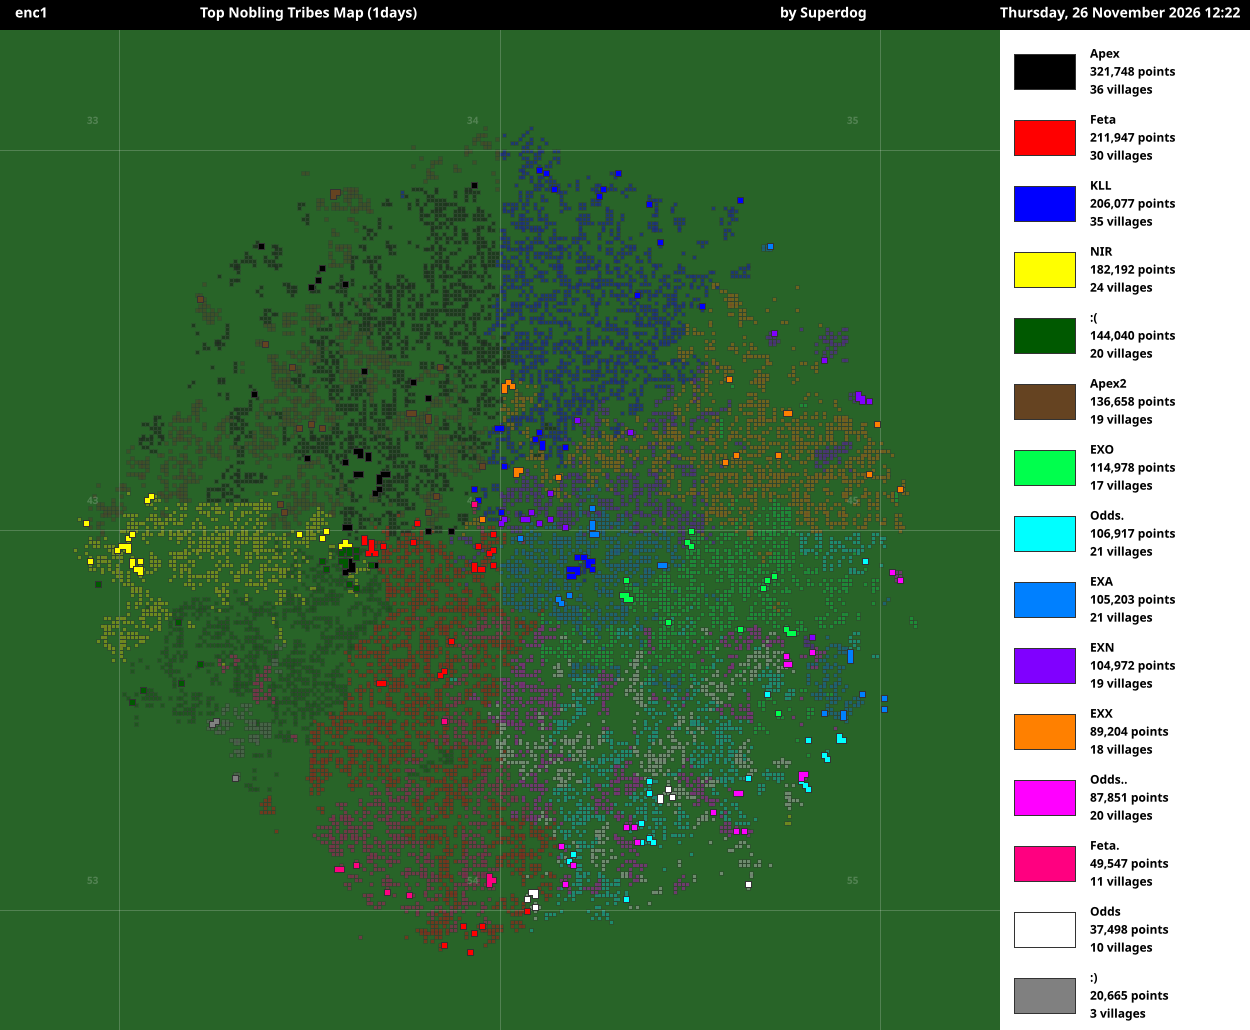 enc1
Top Nobling Tribes Map (1days)
by Superdog
Thursday, 26 November 2026 12:22
33
34
35
43
45
53
54
55
Apex
321,748 points
36 villages
Feta
211,947 points
30 villages
KLL
206,077 points
35 villages
NIR
182,192 points
24 villages
:(
144,040 points
20 villages
Apex2
136,658 points
19 villages
EXO
114,978 points
17 villages
Odds.
106,917 points
21 villages
EXA
105,203 points
21 villages
EXN
104,972 points
19 villages
EXX
89,204 points
18 villages
Odds..
87,851 points
20 villages
Feta.
49,547 points
11 villages
Odds
37,498 points
10 villages
:)
20,665 points
3 villages